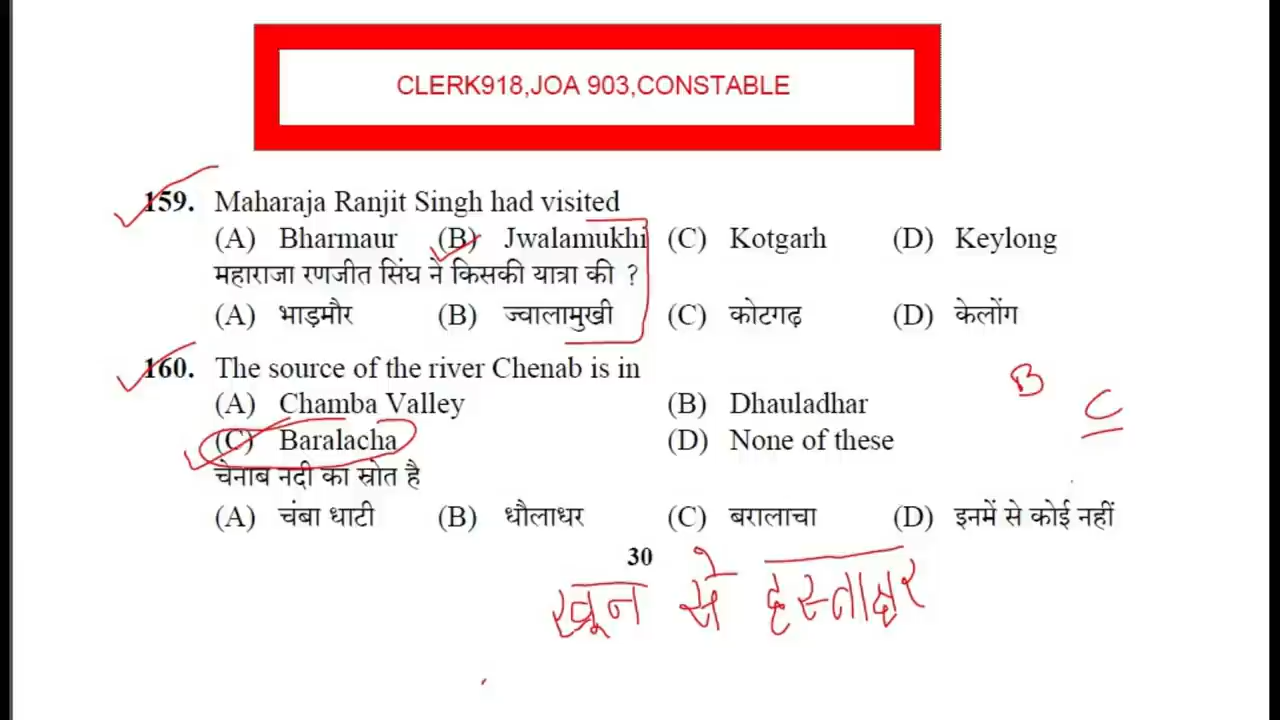 CLERK918,JOA 903,CONSTABLE
159. Maharaja Ranjit Singh had visited
(A) Bharmaur (B) Jwalamukhi (C) Kotgarh (D) Keylong
महाराजा रणजीत सिंघ ने किसकी यात्रा की ?
(A) भाड़मौर (B) ज्वालामुखी (C) कोटगढ़ (D) केलोंग
160. The source of the river Chenab is in
(A) Chamba Valley (B) Dhauladhar
B C
(C) Baralacha (D) None of these
चेनाब नदी का स्रोत है
(A) चंबा धाटी (B) धौलाधर (C) बरालाचा (D) इनमें से कोई नहीं
30
खून से हस्ताक्षर